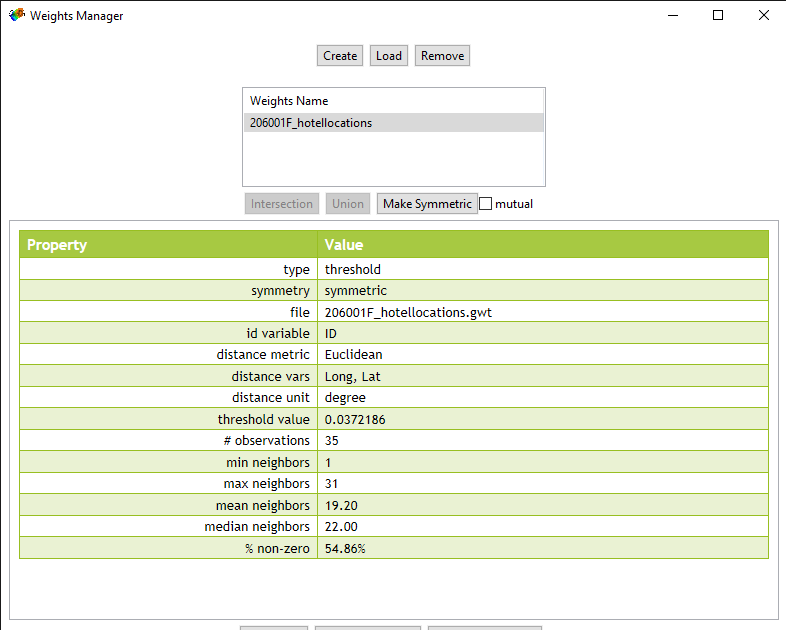 Weights Manager
Create Load Remove
Weights Name
206001F_hotellocations
Intersection Union Make Symmetric mutual
Property Value
type threshold
symmetry symmetric
file 206001F_hotellocations.gwt
id variable ID
distance metric Euclidean
distance vars Long, Lat
distance unit degree
threshold value 0.0372186
# observations 35
min neighbors 1
max neighbors 31
mean neighbors 19.20
median neighbors 22.00
% non-zero 54.86%